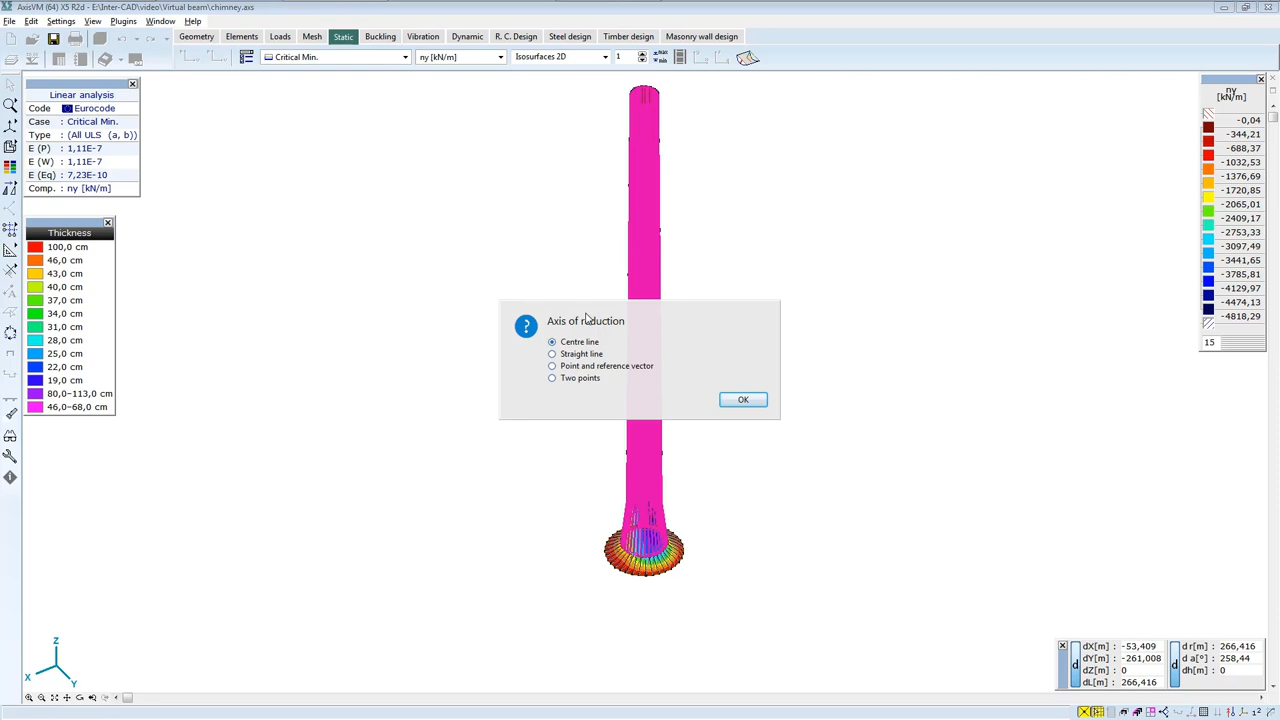 AxisVM (64) X5 R2d - E:\Inter-CAD\video\Virtual beam\chimney.axs
File Edit Settings View Plugins Window Help
Geometry Elements Loads Mesh Static Buckling Vibration Dynamic R. C. Design Steel design Timber design Masonry wall design
Critical Min. ny [kN/m] Isosurfaces 2D 1
Linear analysis
Code Eurocode
Case : Critical Min.
Type : (All ULS (a, b))
E (P) : 1,11E-7
E (W) : 1,11E-7
E (Eq) : 7,23E-10
Comp. : ny [kN/m]
Thickness
100,0 cm
46,0 cm
43,0 cm
40,0 cm
37,0 cm
34,0 cm
31,0 cm
28,0 cm
25,0 cm
22,0 cm
19,0 cm
80,0–113,0 cm
46,0–68,0 cm
Axis of reduction
Centre line
Straight line
Point and reference vector
Two points
OK
ny
[kN/m]
-0,04
-344,21
-688,37
-1032,53
-1376,69
-1720,85
-2065,01
-2409,17
-2753,33
-3097,49
-3441,65
-3785,81
-4129,97
-4474,13
-4818,29
15
Z
X
Y
dX[m] : -53,409 d r[m] : 266,416
dY[m] : -261,008 d a[°] : 258,44
dZ[m] : 0 dh[m] : 0
dL[m] : 266,416
d d